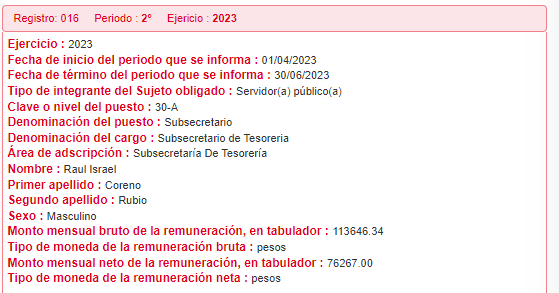 Registro: 016 Periodo : 2° Ejericio : 2023
Ejercicio : 2023
Fecha de inicio del periodo que se informa : 01/04/2023
Fecha de término del periodo que se informa : 30/06/2023
Tipo de integrante del Sujeto obligado : Servidor(a) público(a)
Clave o nivel del puesto : 30-A
Denominación del puesto : Subsecretario
Denominación del cargo : Subsecretario de Tesoreria
Área de adscripción : Subsecretaría De Tesorería
Nombre : Raul Israel
Primer apellido : Coreno
Segundo apellido : Rubio
Sexo : Masculino
Monto mensual bruto de la remuneración, en tabulador : 113646.34
Tipo de moneda de la remuneración bruta : pesos
Monto mensual neto de la remuneración, en tabulador : 76267.00
Tipo de moneda de la remuneración neta : pesos